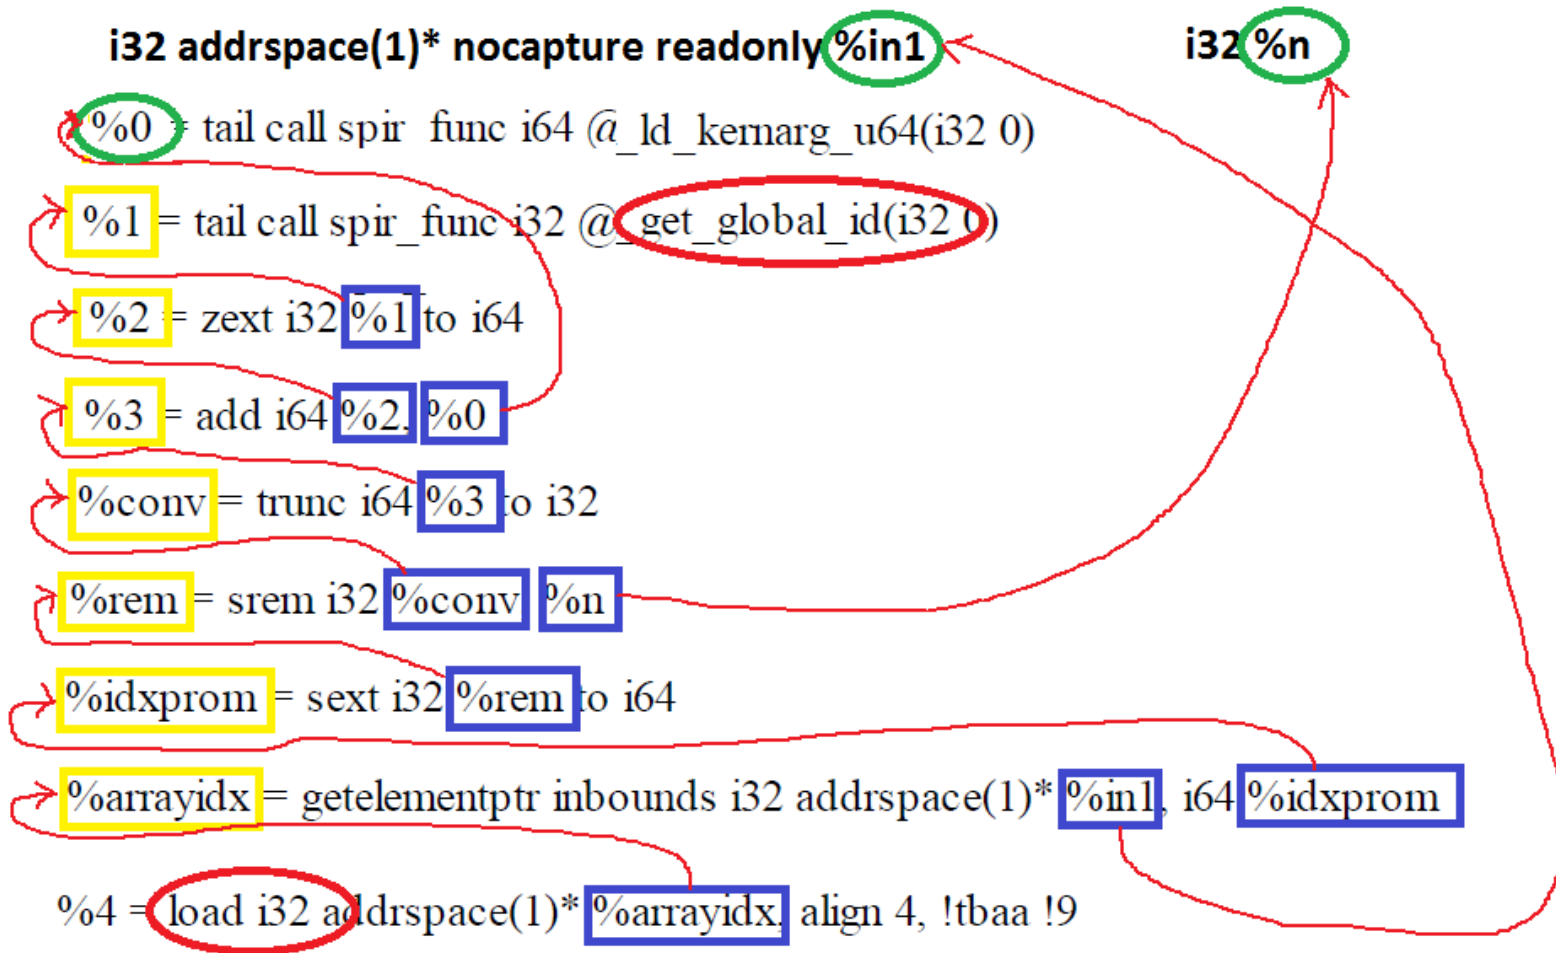 i32 addrspace(1)* nocapture readonly %in1 i32 %n
%0 = tail call spir_func i64 @_ld_kernarg_u64(i32 0)
%1 = tail call spir_func i32 @_get_global_id(i32 0)
%2 = zext i32 %1 to i64
%3 = add i64 %2, %0
%conv = trunc i64 %3 to i32
%rem = srem i32 %conv %n
%idxprom = sext i32 %rem to i64
%arrayidx = getelementptr inbounds i32 addrspace(1)* %in1, i64 %idxprom
%4 = load i32 addrspace(1)* %arrayidx, align 4, !tbaa !9